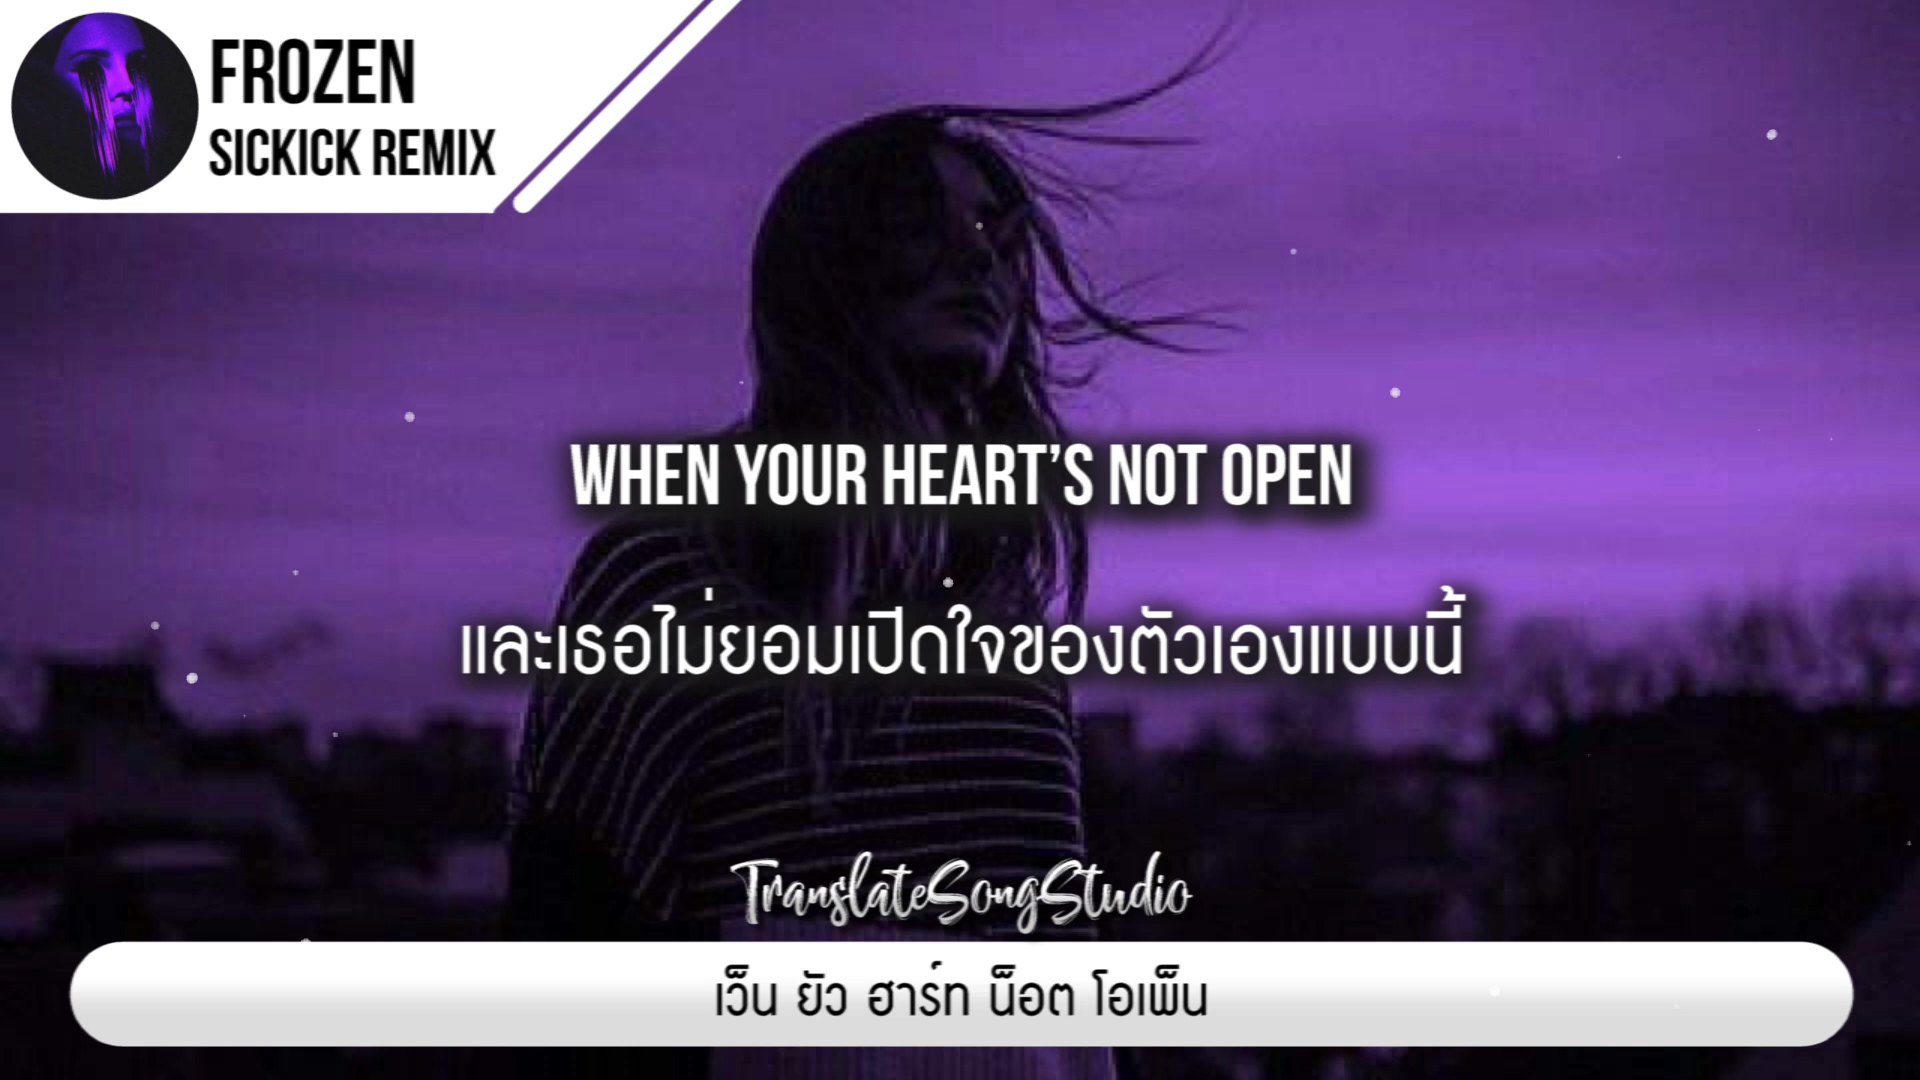 FROZEN
SICKICK REMIX
WHEN YOUR HEART'S NOT OPEN
และเธอไม่ยอมเปิดใจของตัวเองแบบนี้
TranslateSongStudio
เว็น ยัว ฮาร์ท น็อต โอเพ็น